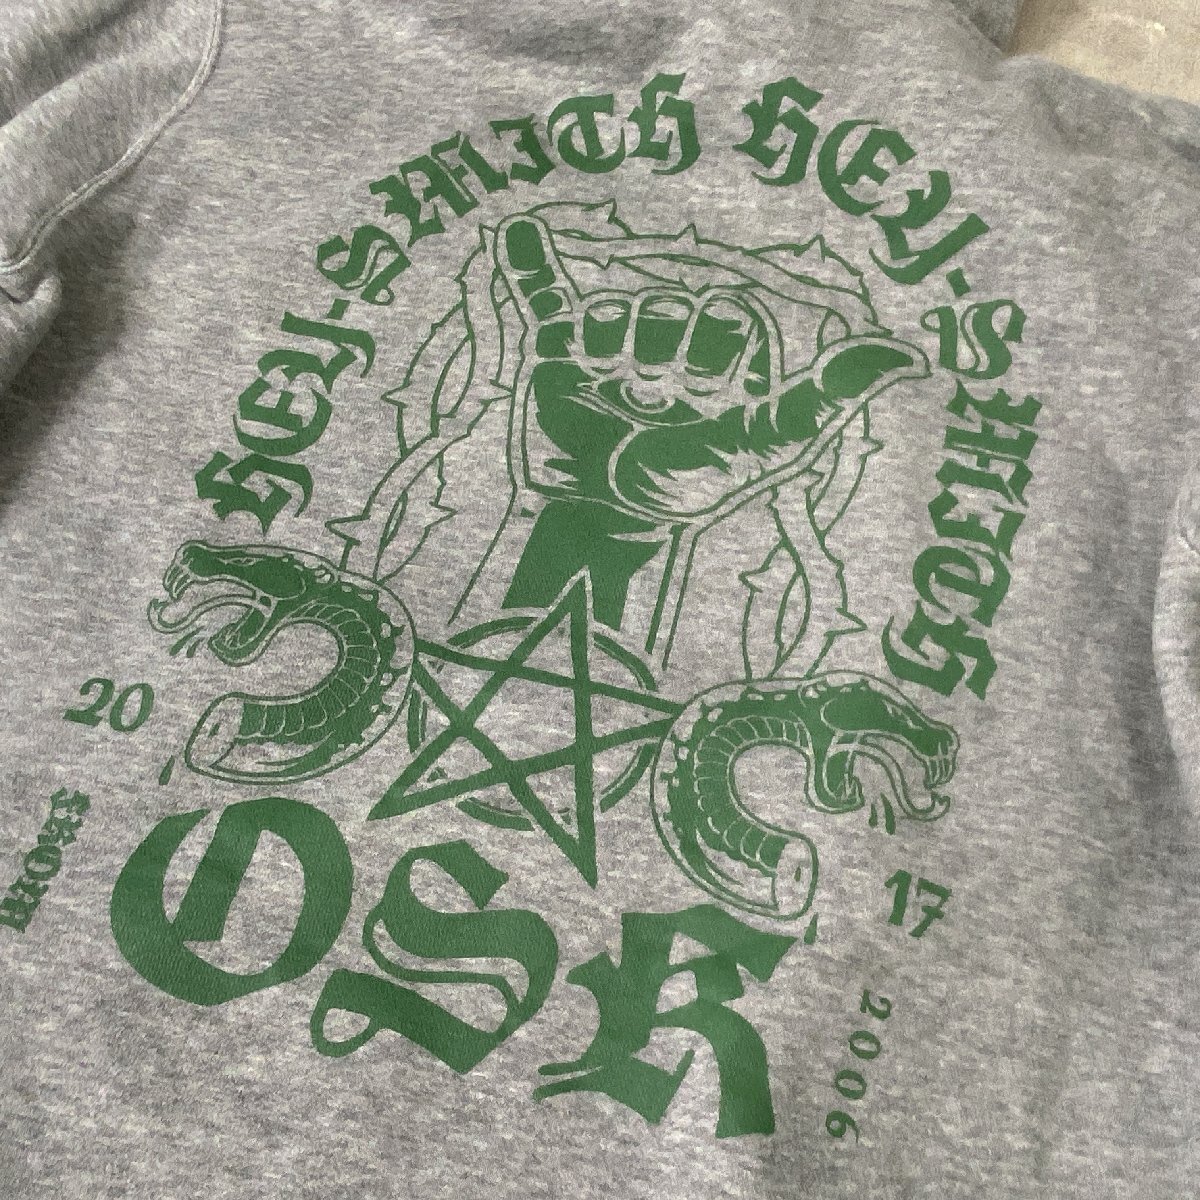 HEY-SMITH HEY-SMITH
20
17
OSR
FROM
2006